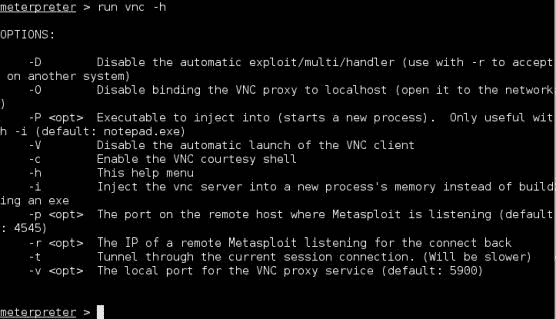 meterpreter > run vnc -h
OPTIONS:
-D Disable the automatic exploit/multi/handler (use with -r to accept
on another system)
-O Disable binding the VNC proxy to localhost (open it to the network
)
-P <opt> Executable to inject into (starts a new process). Only useful wit
h -i (default: notepad.exe)
-V Disable the automatic launch of the VNC client
-c Enable the VNC courtesy shell
-h This help menu
-i Inject the vnc server into a new process's memory instead of build
ing an exe
-p <opt> The port on the remote host where Metasploit is listening (default
: 4545)
-r <opt> The IP of a remote Metasploit listening for the connect back
-t Tunnel through the current session connection. (Will be slower)
-v <opt> The local port for the VNC proxy service (default: 5900)
meterpreter >